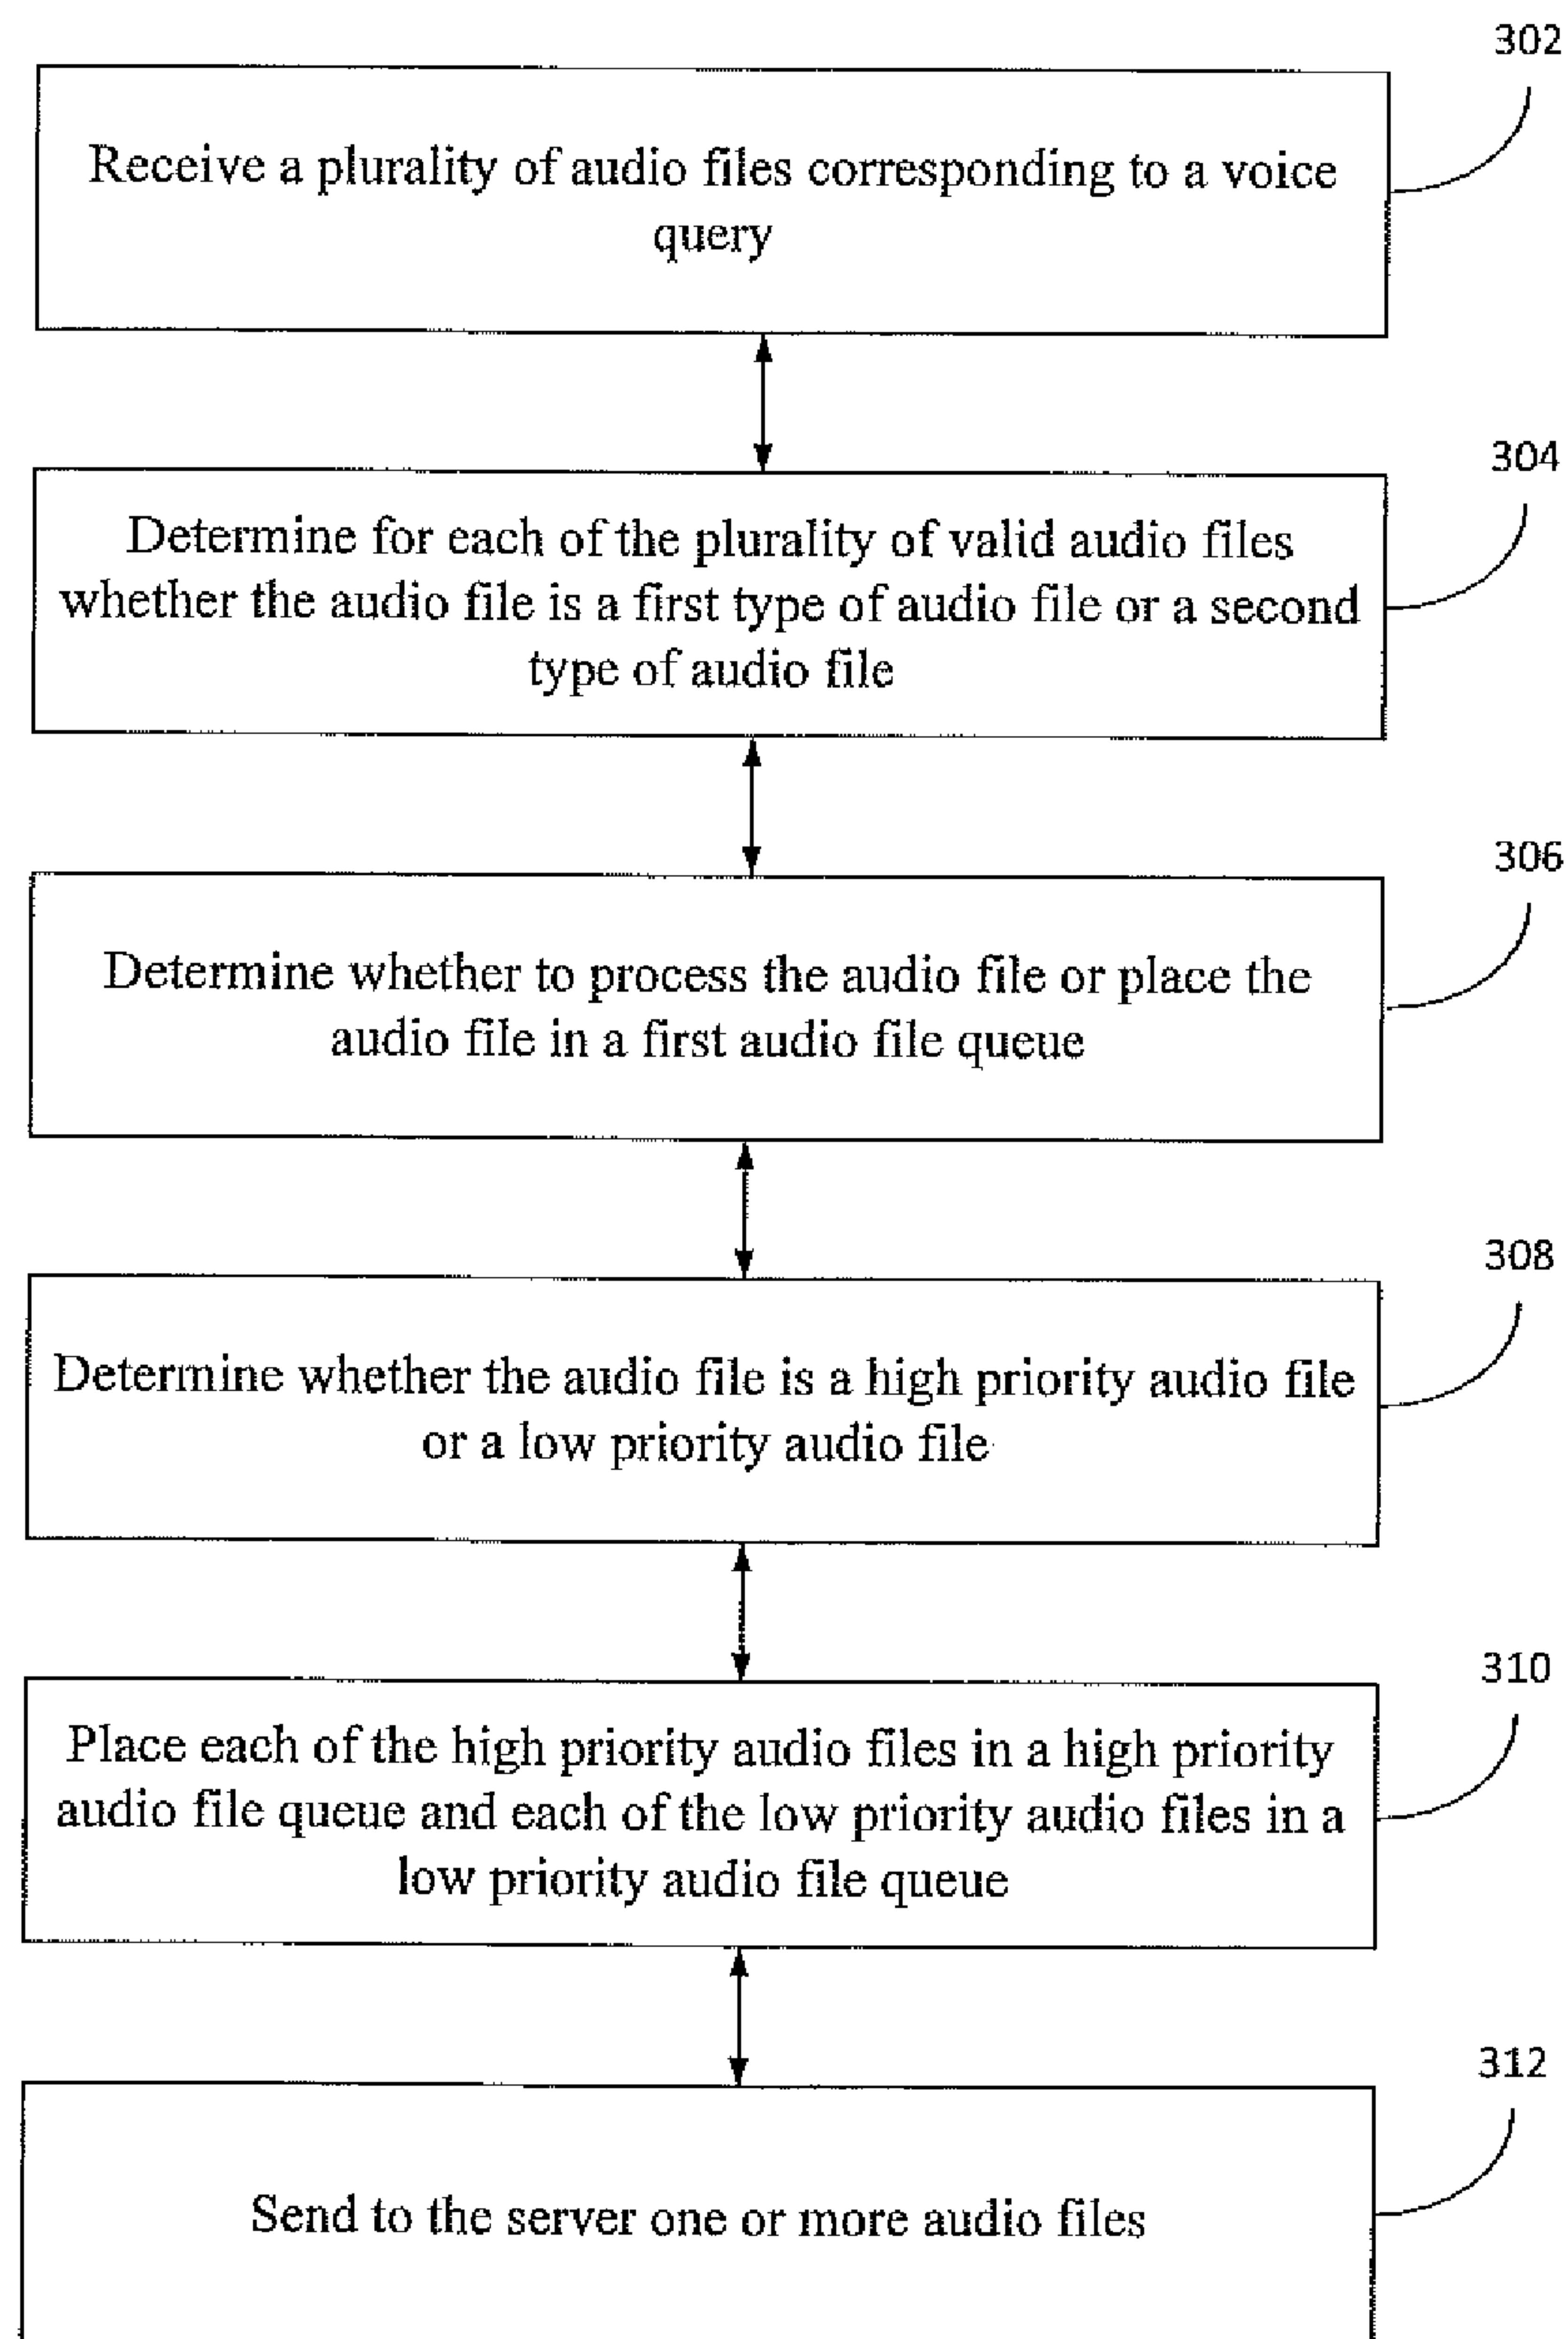 302
Receive a plurality of audio files corresponding to a voice
query
304
Determine for each of the plurality of valid audio files
whether the audio file is a first type of audio file or a second
type of audio file
306
Determine whether to process the audio file or place the
audio file in a first audio file queue
308
Determine whether the audio file is a high priority audio file
or a low priority audio file
310
Place each of the high priority audio files in a high priority
audio file queue and each of the low priority audio files in a
low priority audio file queue
312
Send to the server one or more audio files